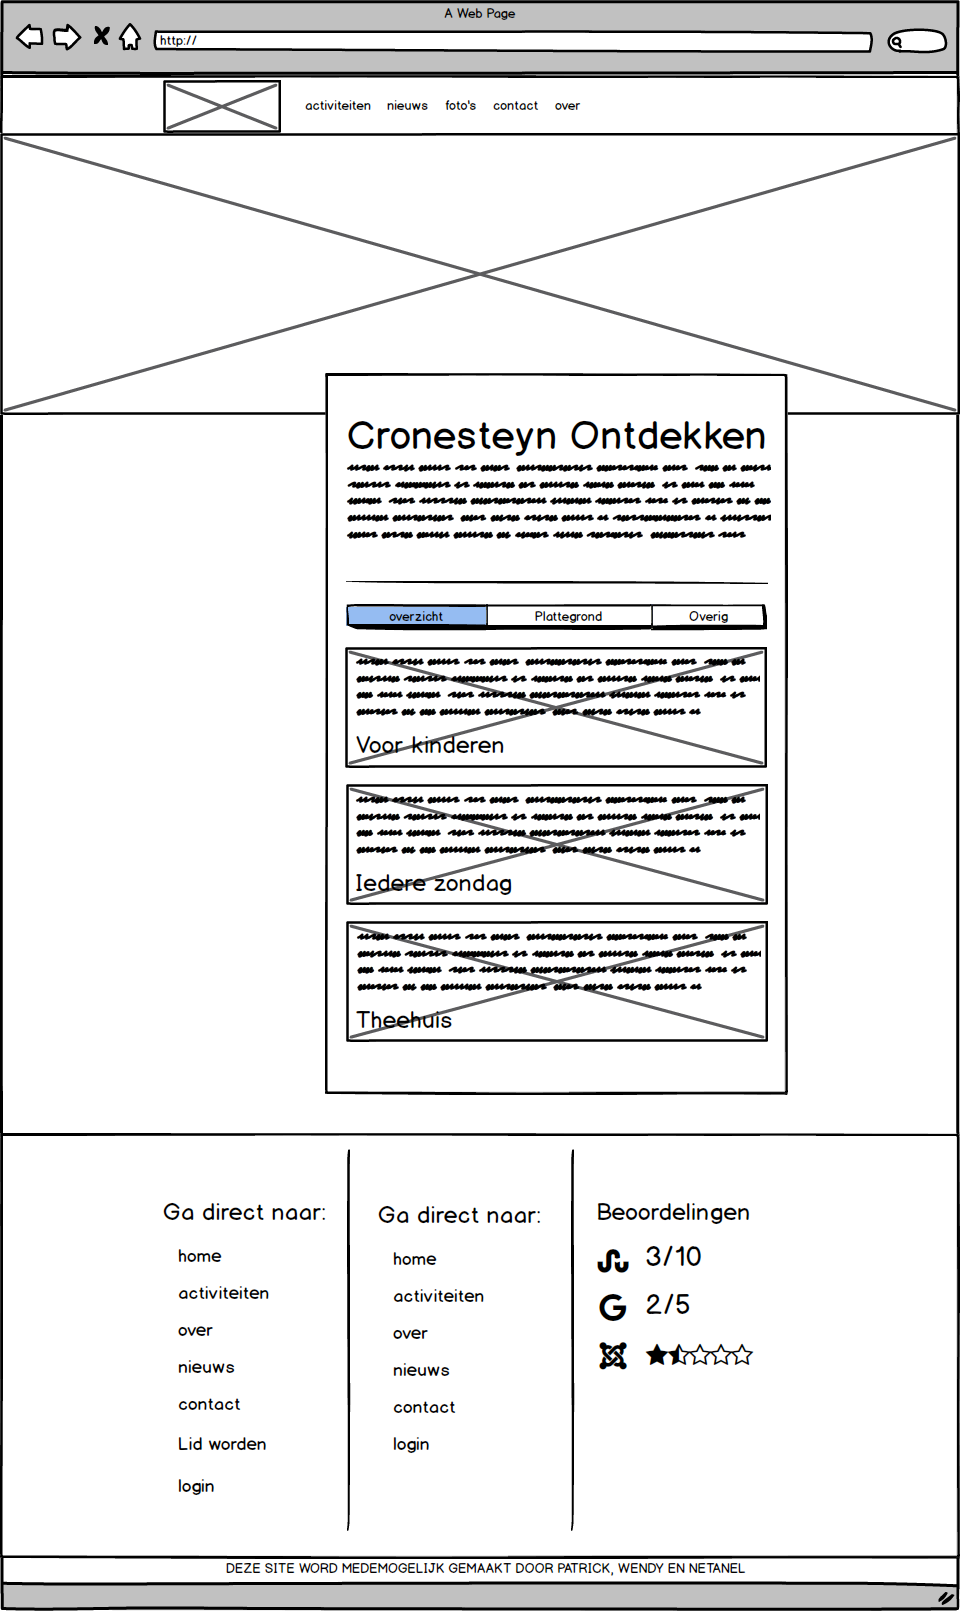 A Web Page
http://
activiteiten nieuws foto's contact over
Cronesteyn Ontdekken
overzicht Plattegrond Overig
Voor kinderen
Iedere zondag
Theehuis
Ga direct naar:
home
activiteiten
over
nieuws
contact
Lid worden
login
Ga direct naar:
home
activiteiten
over
nieuws
contact
login
Beoordelingen
3/10
2/5
DEZE SITE WORD MEDEMOGELIJK GEMAAKT DOOR PATRICK, WENDY EN NETANEL